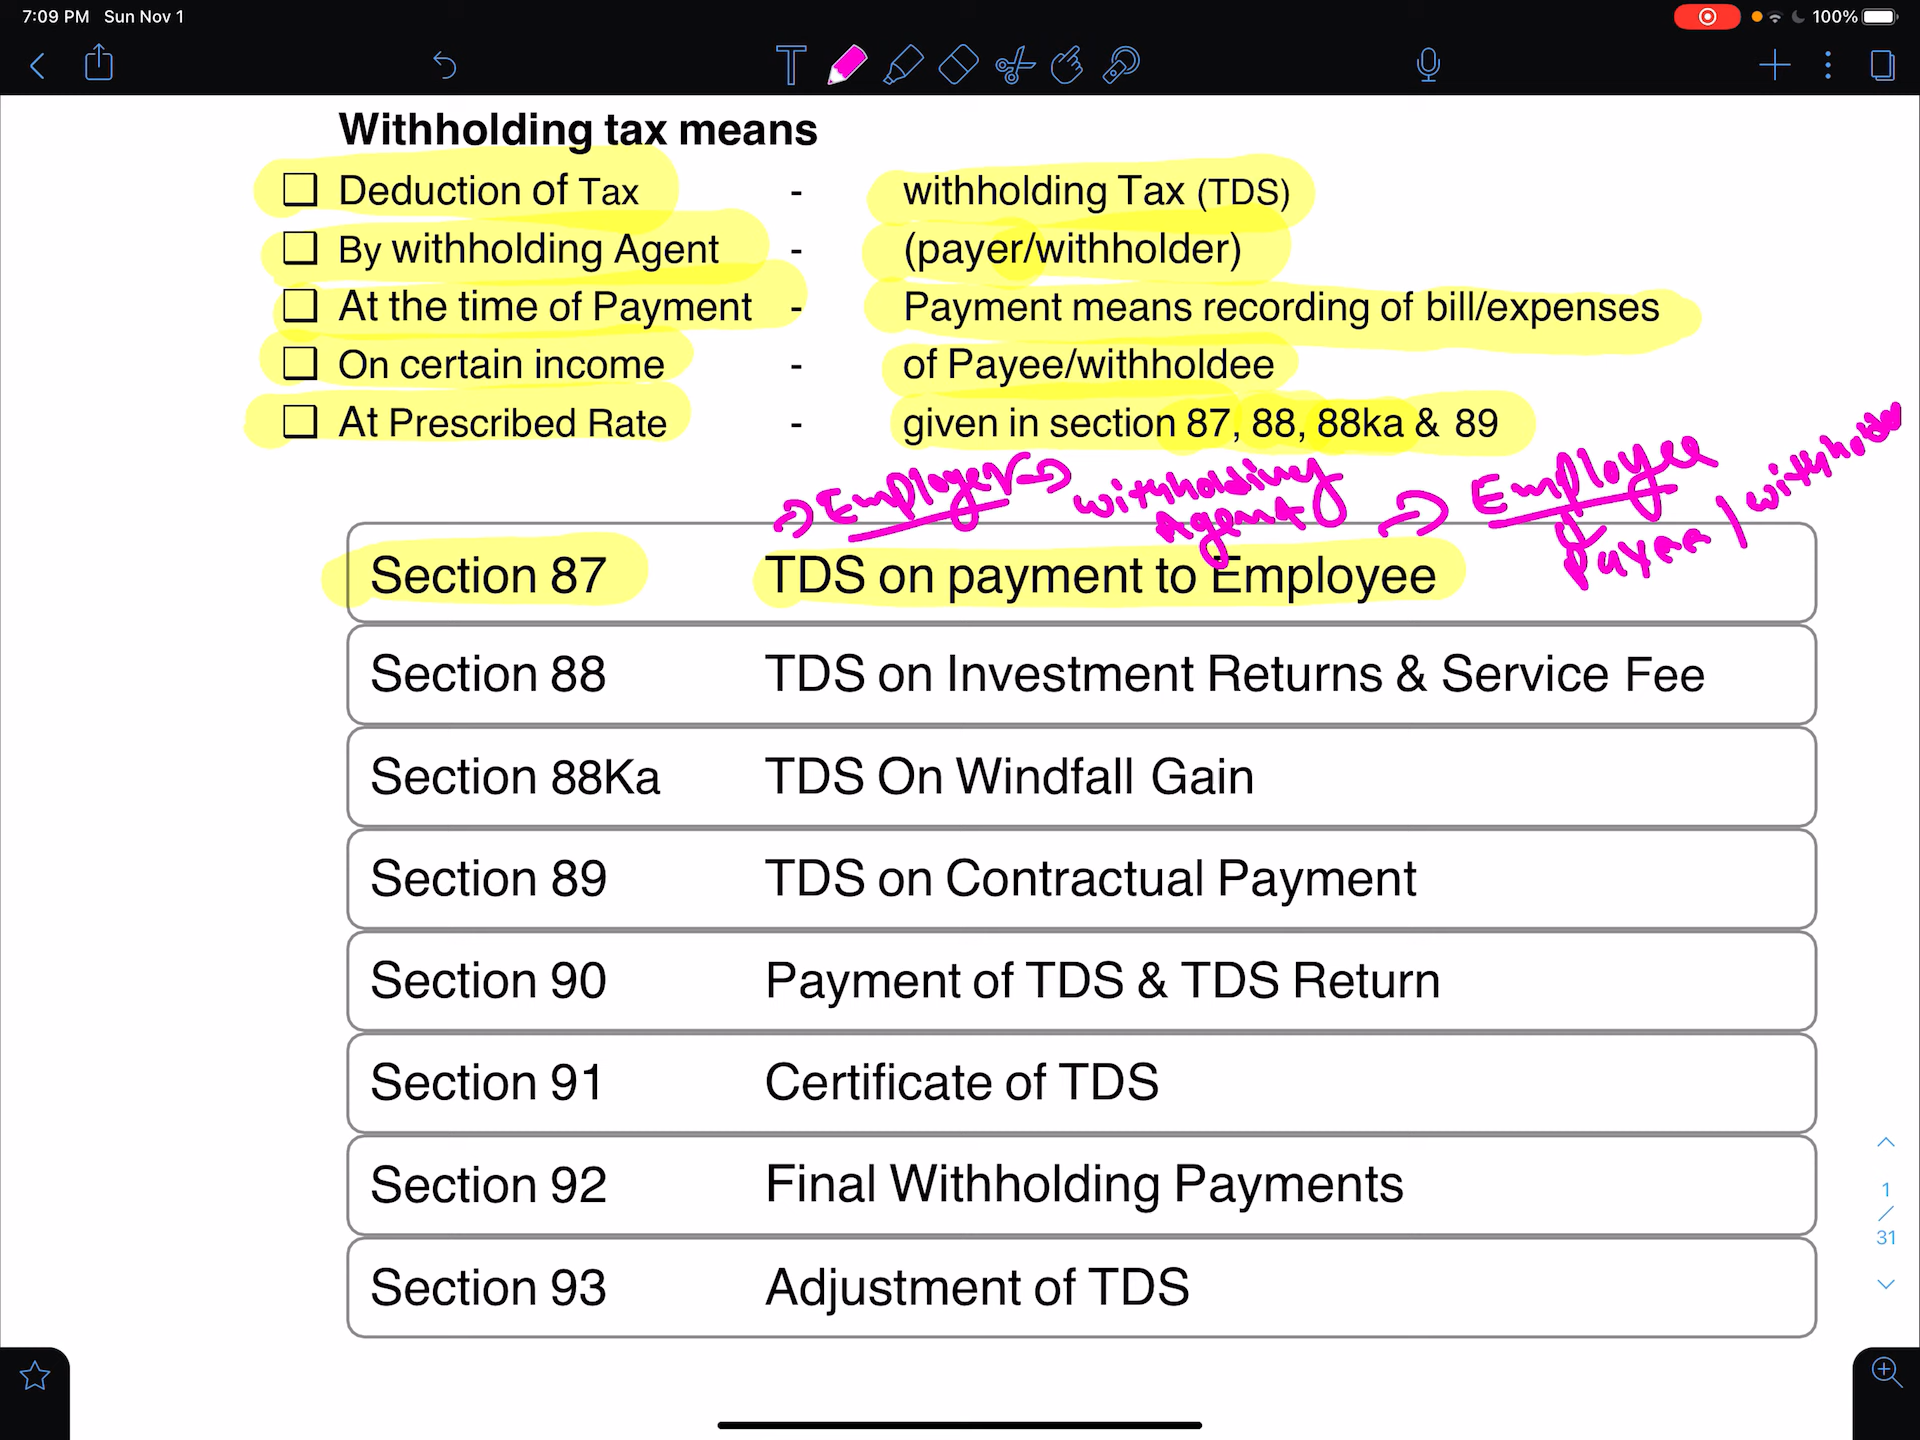 7:09 PM Sun Nov 1
100%
Withholding tax means
Deduction of Tax - withholding Tax (TDS)
By withholding Agent - (payer/withholder)
At the time of Payment - Payment means recording of bill/expenses
On certain income - of Payee/withholdee
At Prescribed Rate - given in section 87, 88, 88ka & 89
Employer withholding Agent Employee
Payee / withholdee
Section 87 TDS on payment to Employee
Section 88 TDS on Investment Returns & Service Fee
Section 88Ka TDS On Windfall Gain
Section 89 TDS on Contractual Payment
Section 90 Payment of TDS & TDS Return
Section 91 Certificate of TDS
Section 92 Final Withholding Payments
Section 93 Adjustment of TDS
1
/
31